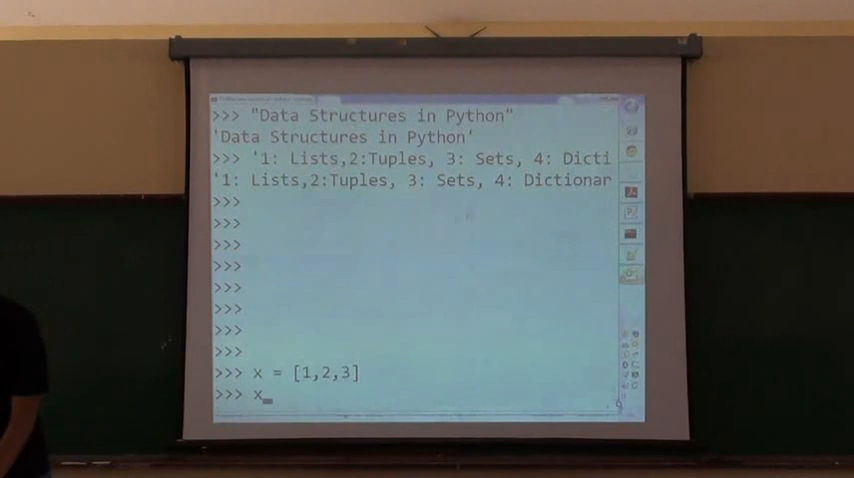 >>> "Data Structures in Python"
'Data Structures in Python'
>>> '1: Lists,2:Tuples, 3: Sets, 4: Dicti
'1: Lists,2:Tuples, 3: Sets, 4: Dictionar
>>>
>>>
>>>
>>>
>>>
>>>
>>>
>>>
>>> x = [1,2,3]
>>> x_